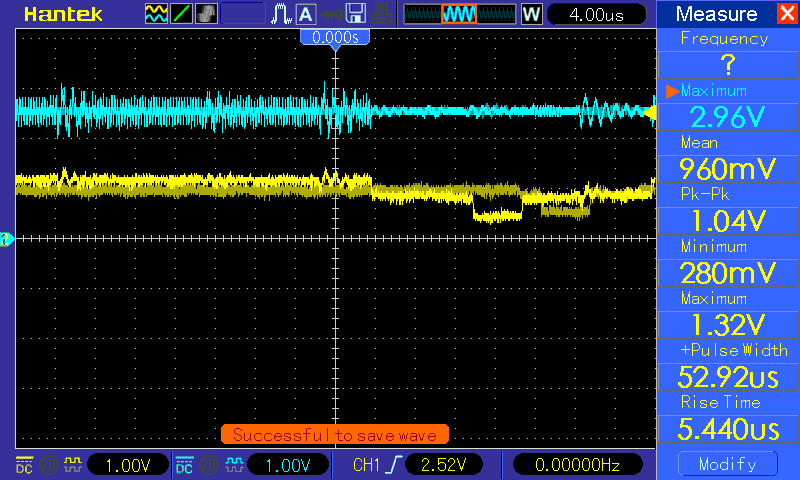 Hantek A W 4.00us Measure
0.000s
Frequency
?
Maximum
2.96V
Mean
960mV
Pk-Pk
1.04V
Minimum
280mV
Maximum
1.32V
+Pulse Width
52.92us
Rise Time
5.440us
Successful to save wave
DC 1.00V DC 1.00V CH1 2.52V 0.00000Hz Modify